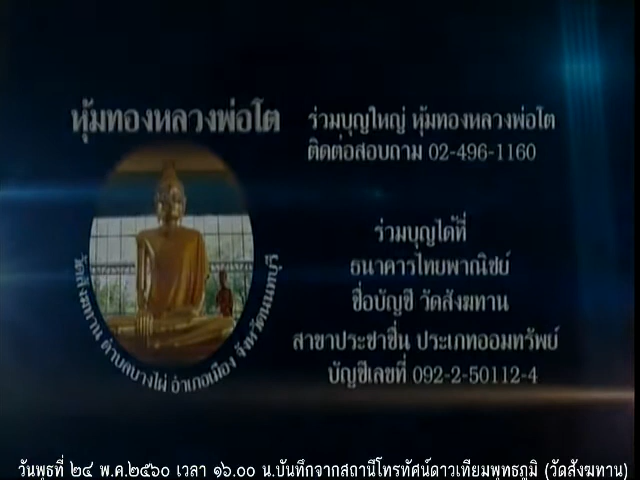 หุ้มทองหลวงพ่อโต
วัดสังฆทาน ตำบลบางไผ่ อำเภอเมือง จังหวัดนนทบุรี
ร่วมบุญใหญ่ หุ้มทองหลวงพ่อโต
ติดต่อสอบถาม 02-496-1160
ร่วมบุญได้ที่
ธนาคารไทยพาณิชย์
ชื่อบัญชี วัดสังฆทาน
สาขาประชาชื่น ประเภทออมทรัพย์
บัญชีเลขที่ 092-2-50112-4
วันพุธที่ ๒๔ พ.ค.๒๕๖๐ เวลา ๑๖.๐๐ น.บันทึกจากสถานีโทรทัศน์ดาวเทียมพุทธภูมิ (วัดสังฆทาน)